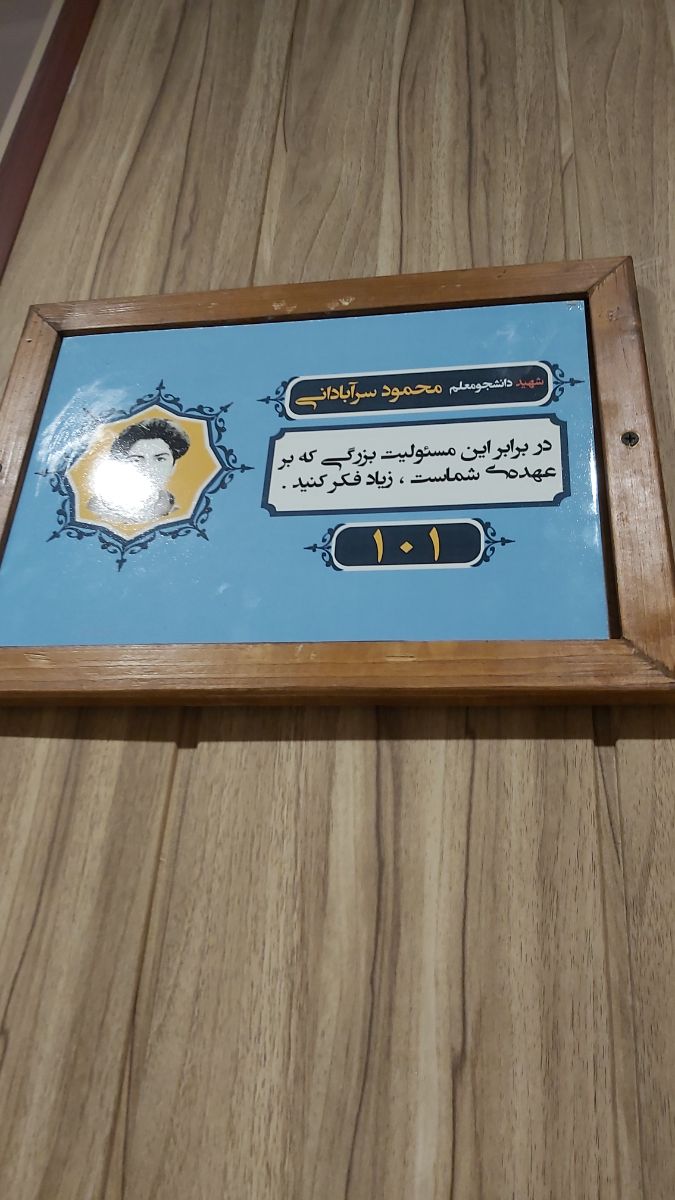 شهید دانشجومعلم محمود سرآبادانی
در برابر این مسئولیت بزرگی که بر
عهده‌ی شماست ، زیاد فکر کنید .
۱۰۱